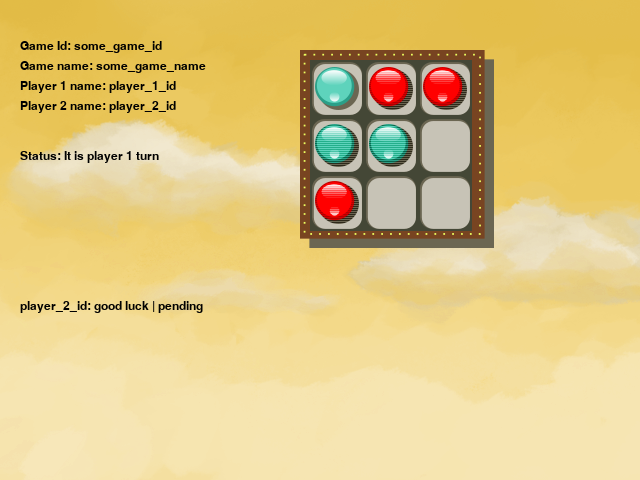 Game Id: some_game_id
Game name: some_game_name
Player 1 name: player_1_id
Player 2 name: player_2_id
Status: It is player 1 turn
player_2_id: good luck | pending